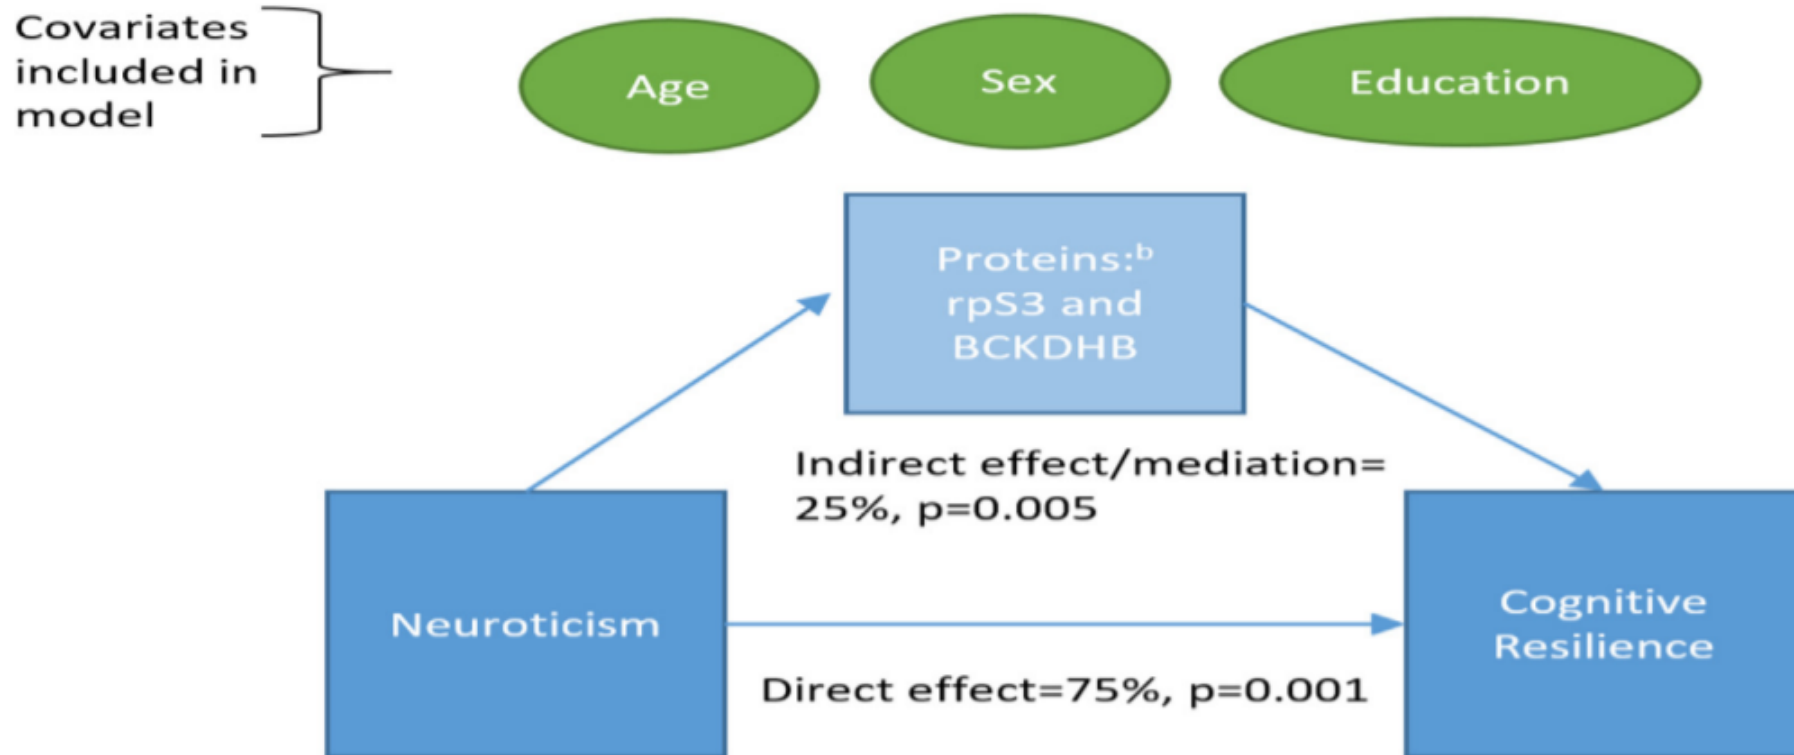 Covariates
included in
model
Age
Sex
Education
Proteins:ᵇ
rpS3 and
BCKDHB
Indirect effect/mediation=
25%, p=0.005
Neuroticism
Cognitive
Resilience
Direct effect=75%, p=0.001